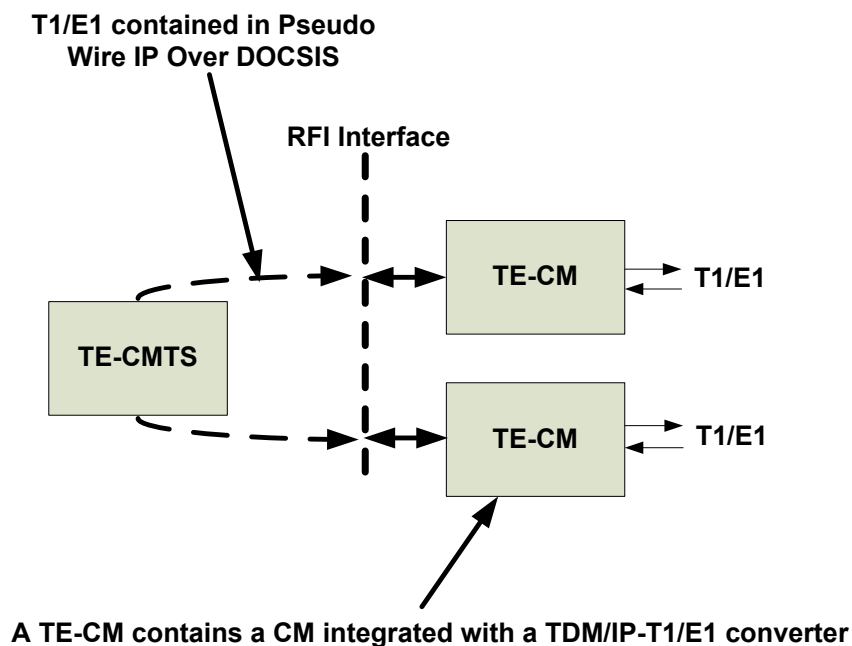 T1/E1 contained in Pseudo
Wire IP Over DOCSIS
RFI Interface
TE-CM
T1/E1
TE-CMTS
TE-CM
T1/E1
A TE-CM contains a CM integrated with a TDM/IP-T1/E1 converter